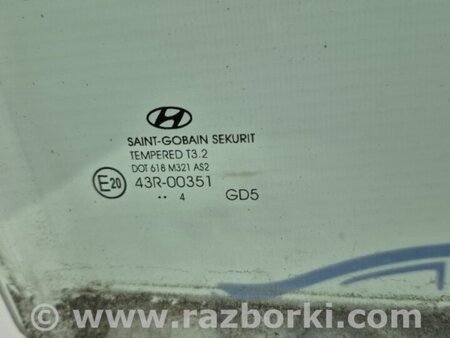 SAINT-GOBAIN SEKURIT
TEMPERED T3.2
DOT 618 M321 AS2
E20 43R-00351
.. 4 GD5
www.razborki.com